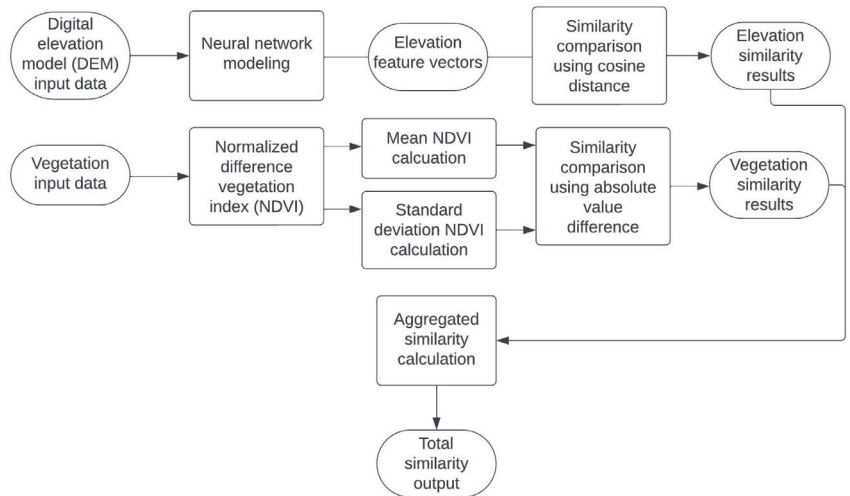 Digital
elevation
model (DEM)
input data
Neural network
modeling
Elevation
feature vectors
Similarity
comparison
using cosine
distance
Elevation
similarity
results
Vegetation
input data
Normalized
difference
vegetation
index (NDVI)
Mean NDVI
calcuation
Standard
deviation NDVI
calculation
Similarity
comparison
using absolute
value
difference
Vegetation
similarity
results
Aggregated
similarity
calculation
Total
similarity
output